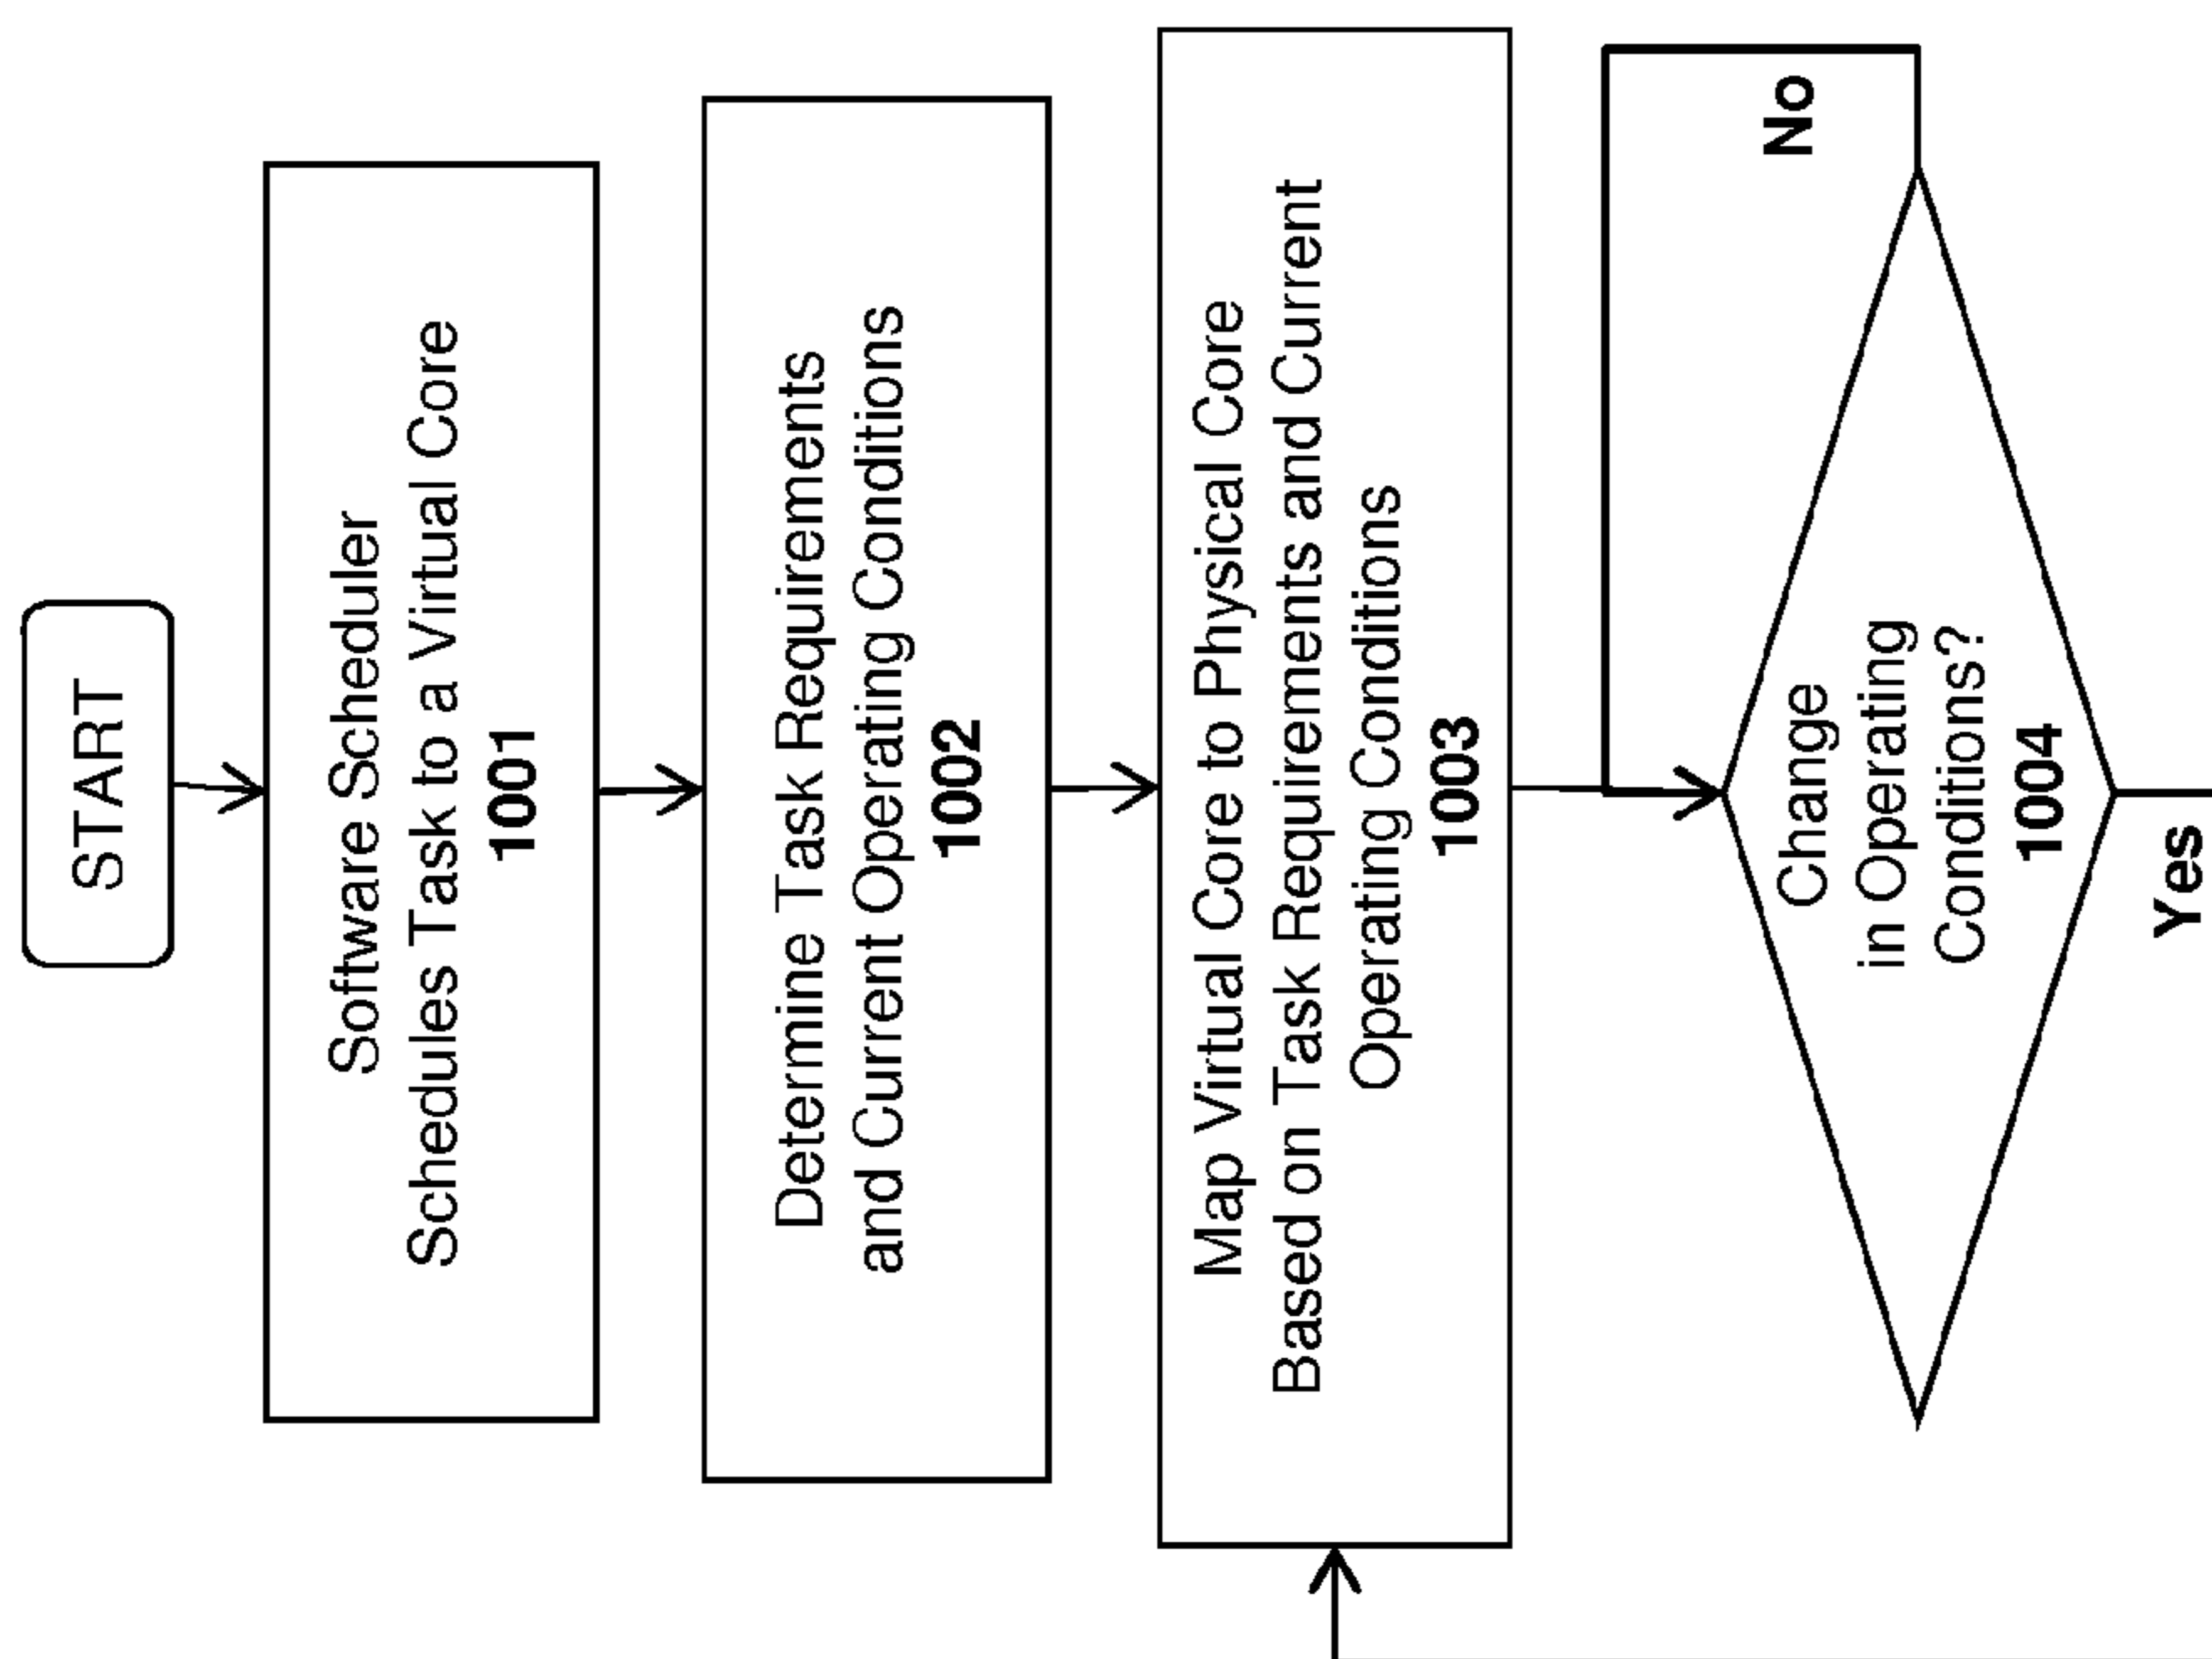 START
Software Scheduler
Schedules Task to a Virtual Core
1001
Determine Task Requirements
and Current Operating Conditions
1002
Map Virtual Core to Physical Core
Based on Task Requirements and Current
Operating Conditions
1003
No
Change
in Operating
Conditions?
1004
Yes